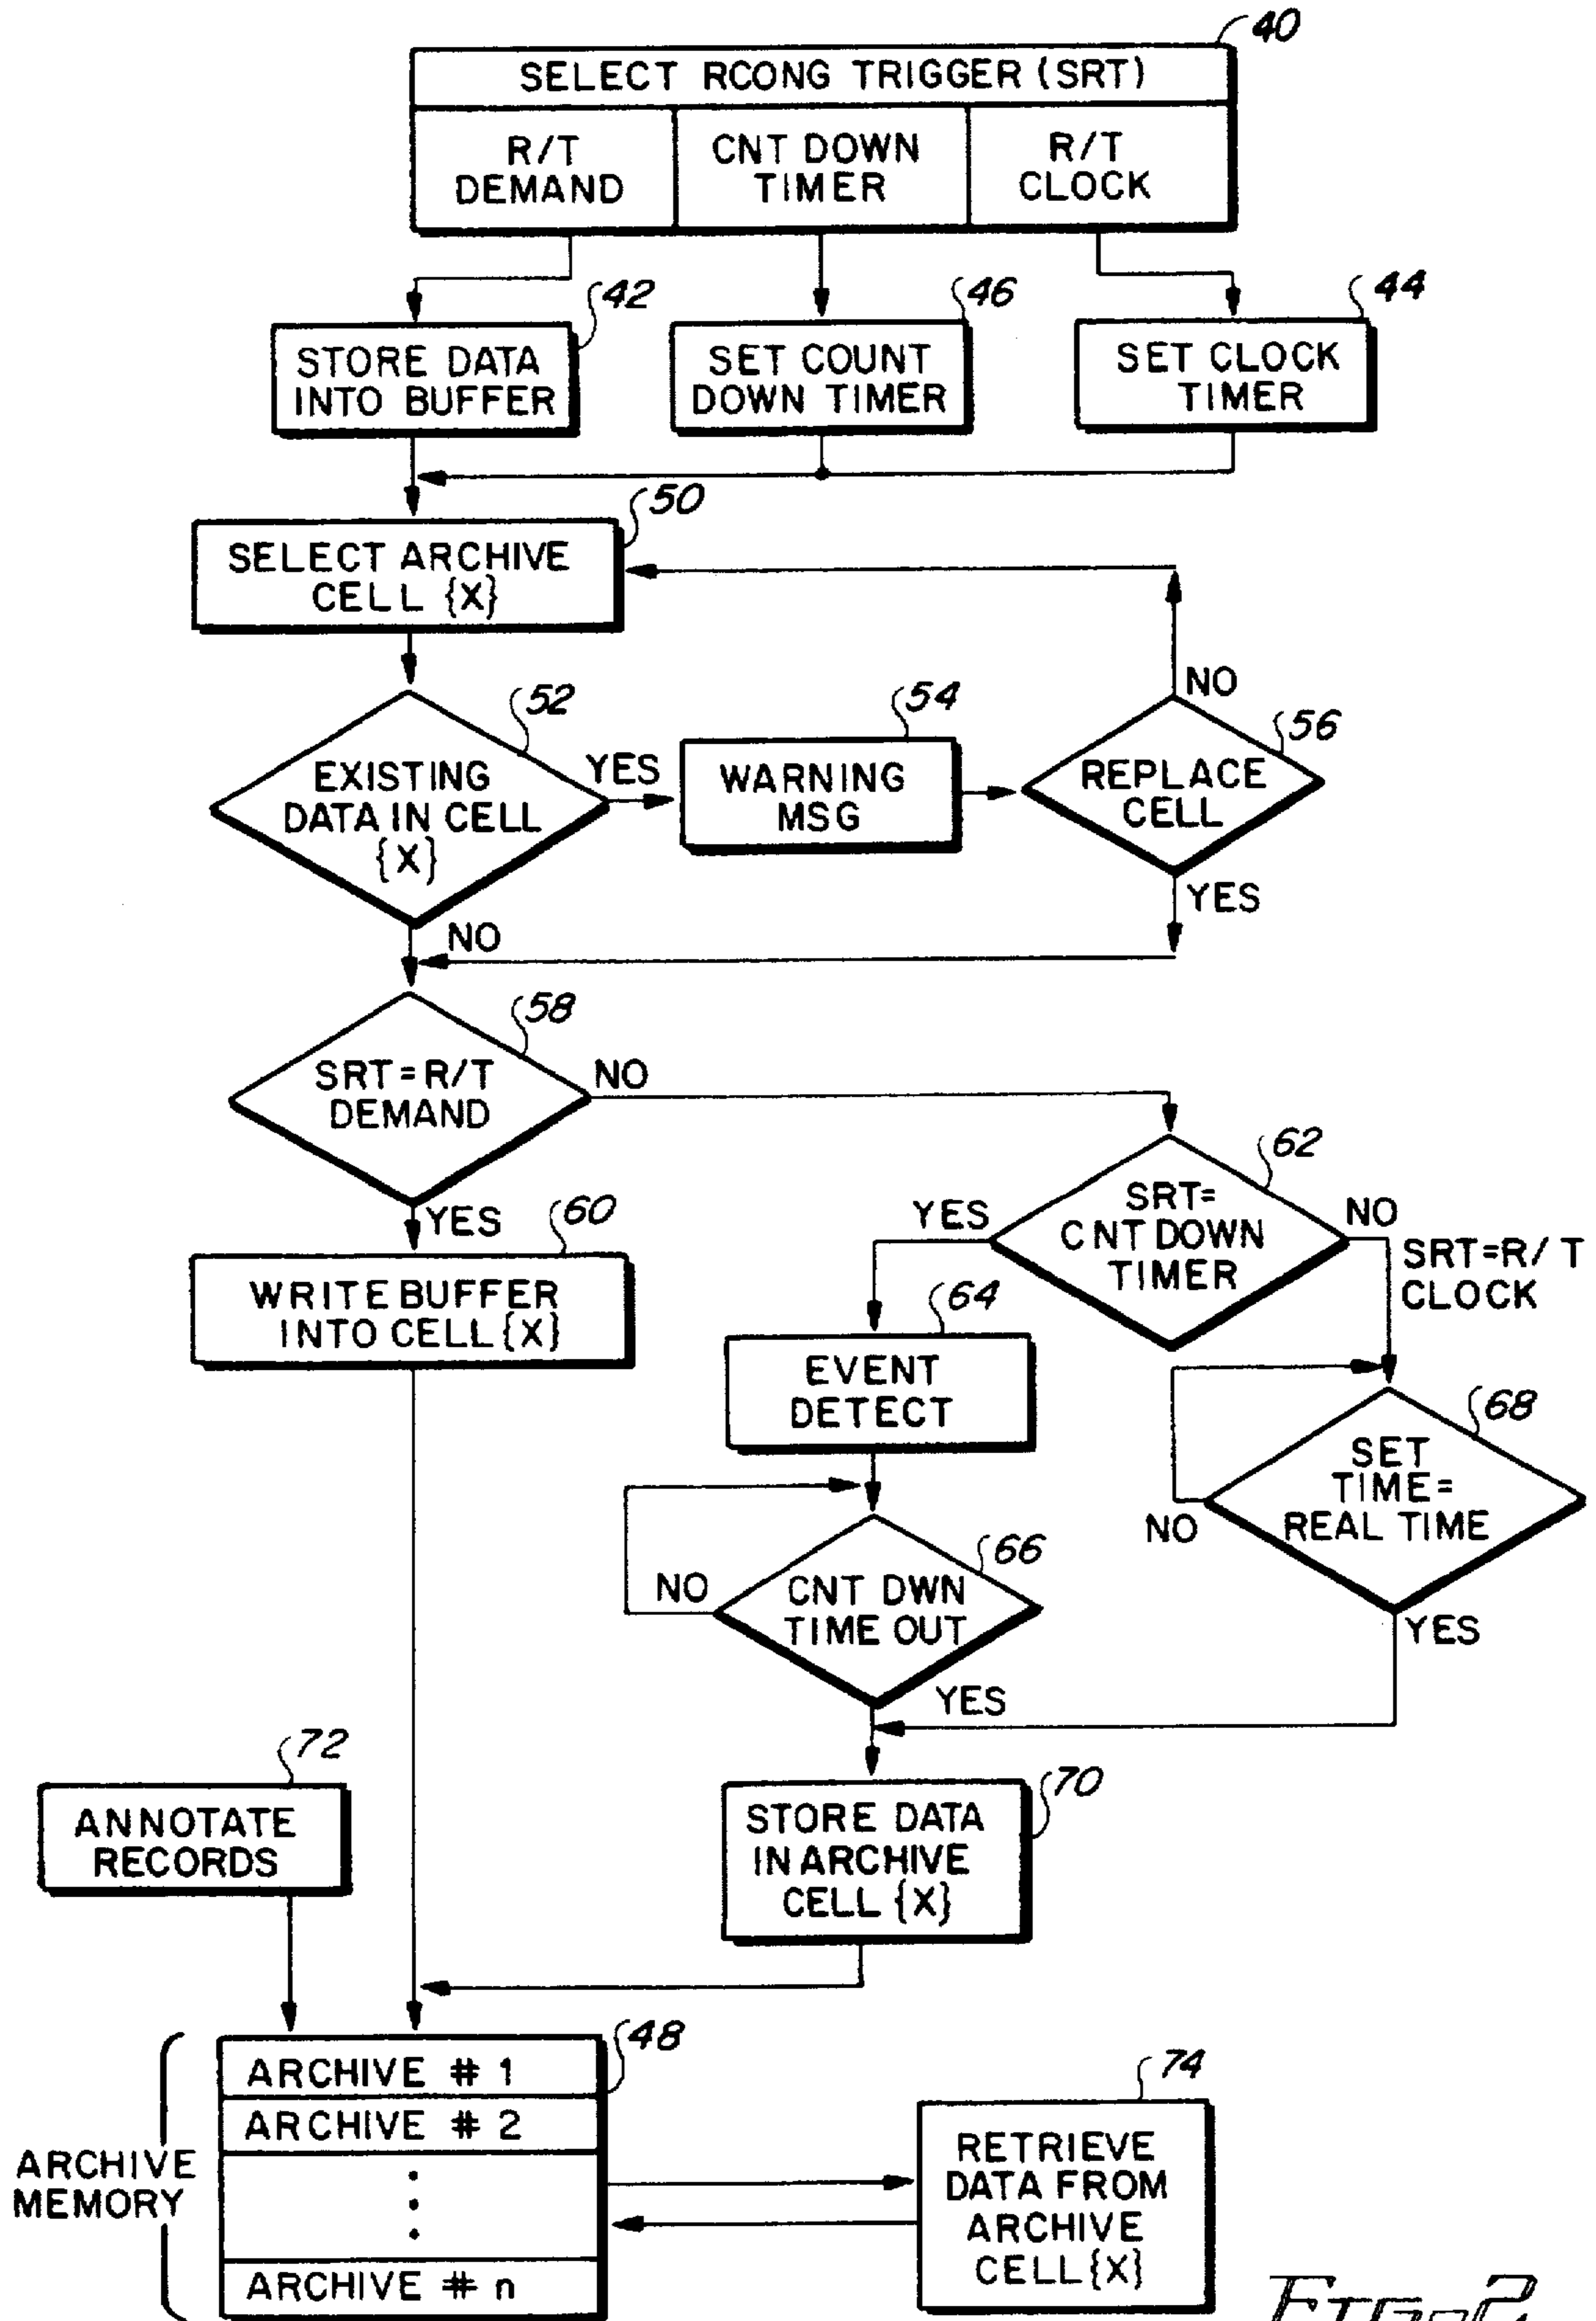 40
SELECT RCONG TRIGGER (SRT)
R/T
DEMAND
CNT DOWN
TIMER
R/T
CLOCK
42
STORE DATA
INTO BUFFER
46
SET COUNT
DOWN TIMER
44
SET CLOCK
TIMER
50
SELECT ARCHIVE
CELL {X}
52
EXISTING
DATA IN CELL
{X}
YES
NO
54
WARNING
MSG
56
REPLACE
CELL
NO
YES
58
SRT=R/T
DEMAND
NO
YES
60
WRITE BUFFER
INTO CELL {X}
62
SRT=
CNT DOWN
TIMER
YES
NO
SRT=R/T
CLOCK
64
EVENT
DETECT
68
SET
TIME=
REAL TIME
NO
YES
66
CNT DWN
TIME OUT
NO
YES
70
STORE DATA
IN ARCHIVE
CELL {X}
72
ANNOTATE
RECORDS
48
ARCHIVE # 1
ARCHIVE # 2
ARCHIVE # n
ARCHIVE
MEMORY
74
RETRIEVE
DATA FROM
ARCHIVE
CELL {X}